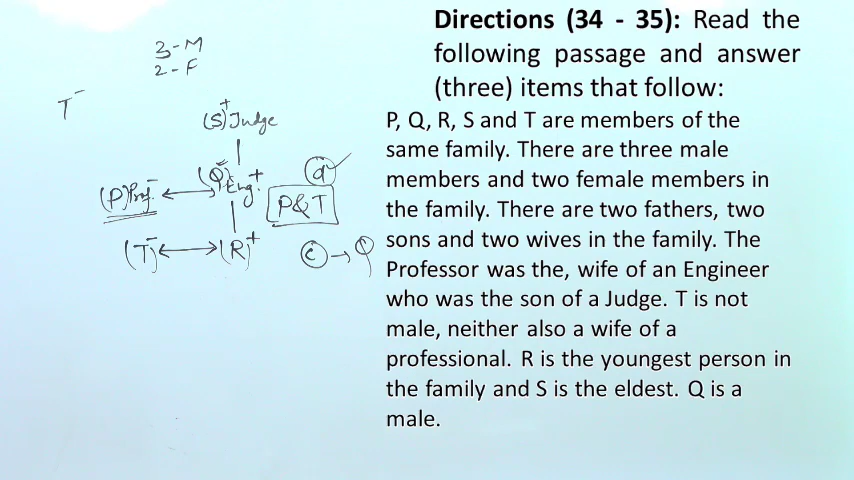 Directions (34 - 35): Read the
following passage and answer
(three) items that follow:
P, Q, R, S and T are members of the
same family. There are three male
members and two female members in
the family. There are two fathers, two
sons and two wives in the family. The
Professor was the, wife of an Engineer
who was the son of a Judge. T is not
male, neither also a wife of a
professional. R is the youngest person in
the family and S is the eldest. Q is a
male.
3-M
2-F
T-
(S)+ Judge
(P)Prof- (Q) Eng.+
(T)- (R)+
(d)
P&T
(c) → Q